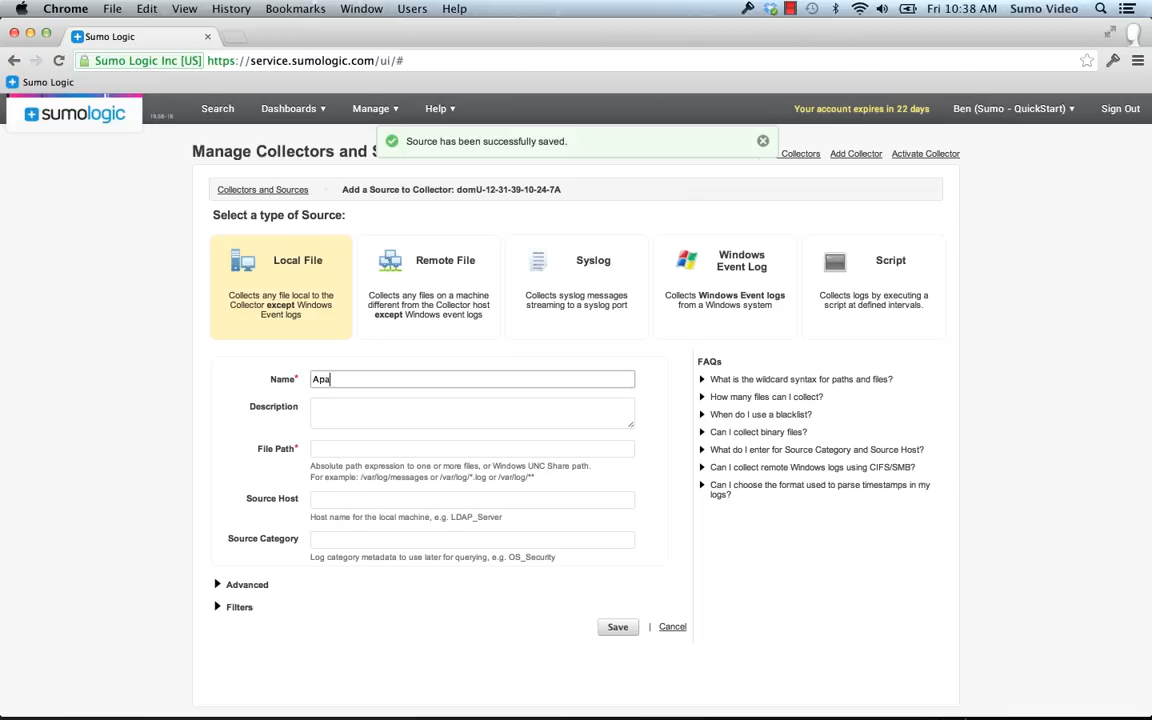 Chrome File Edit View History Bookmarks Window Users Help Fri 10:38 AM Sumo Video
Sumo Logic
Sumo Logic Inc [US] https://service.sumologic.com/ui/#
Sumo Logic
sumologic Search Dashboards Manage Help Your account expires in 22 days Ben (Sumo - QuickStart) Sign Out
Source has been successfully saved.
Manage Collectors and S Collectors Add Collector Activate Collector
Collectors and Sources Add a Source to Collector: domU-12-31-39-10-24-7A
Select a type of Source:
Local File
Collects any file local to the
Collector except Windows
Event logs
Remote File
Collects any files on a machine
different from the Collector host
except Windows event logs
Syslog
Collects syslog messages
streaming to a syslog port
Windows
Event Log
Collects Windows Event logs
from a Windows system
Script
Collects logs by executing a
script at defined intervals.
Name* Apa
Description
File Path*
Absolute path expression to one or more files, or Windows UNC Share path.
For example: /var/log/messages or /var/log/*.log or /var/log/**
Source Host
Host name for the local machine, e.g. LDAP_Server
Source Category
Log category metadata to use later for querying, e.g. OS_Security
Advanced
Filters
Save | Cancel
FAQs
What is the wildcard syntax for paths and files?
How many files can I collect?
When do I use a blacklist?
Can I collect binary files?
What do I enter for Source Category and Source Host?
Can I collect remote Windows logs using CIFS/SMB?
Can I choose the format used to parse timestamps in my
logs?